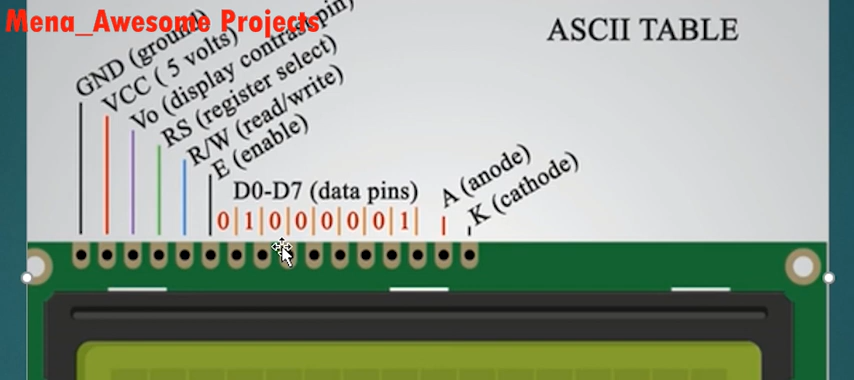 Mena_Awesome Projects
ASCII TABLE
GND (ground)
VCC ( 5 volts)
Vo (display contrast pin)
RS (register select)
R/W (read/write)
E (enable)
D0-D7 (data pins)
0|1|0|0|0|0|0|1|
A (anode)
K (cathode)